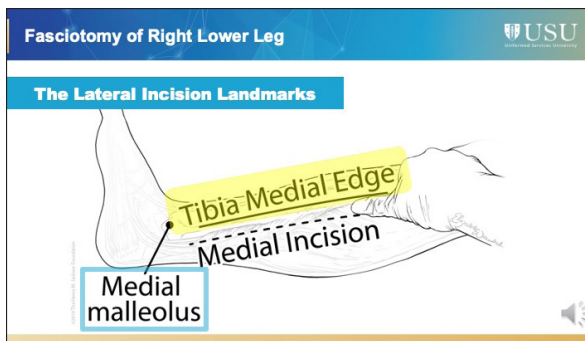 Fasciotomy of Right Lower Leg
USU
Uniformed Services University
The Lateral Incision Landmarks
Tibia Medial Edge
Medial Incision
Medial
malleolus